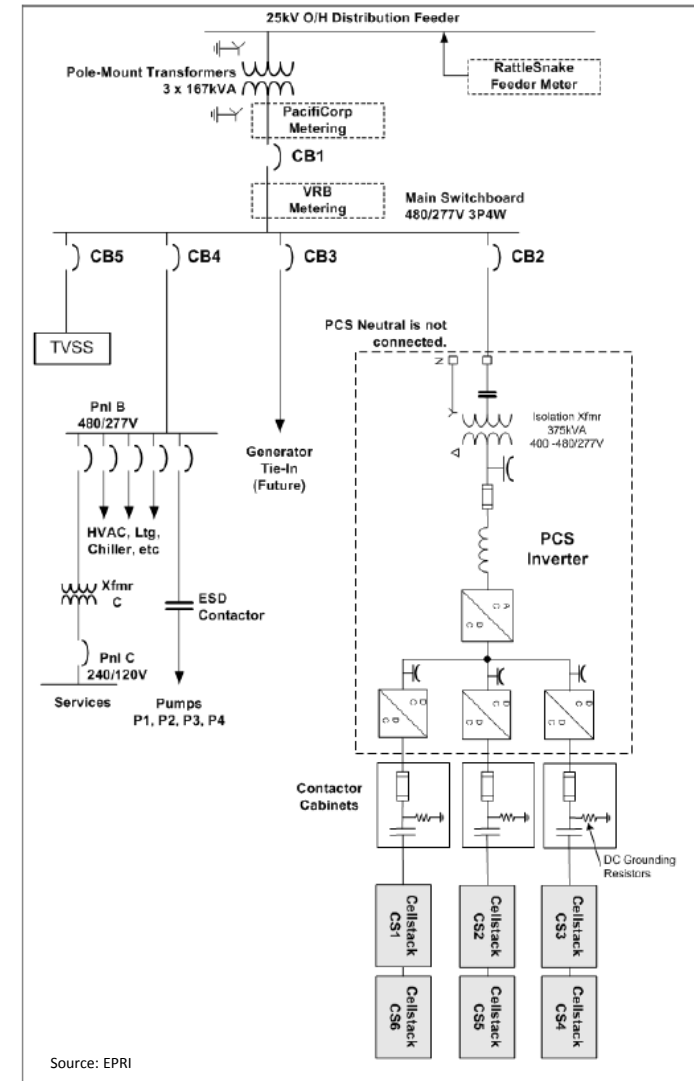 25kV O/H Distribution Feeder
Pole-Mount Transformers
3 x 167kVA
RattleSnake
Feeder Meter
PacifiCorp
Metering
CB1
VRB
Metering
Main Switchboard
480/277V 3P4W
CB5
CB4
CB3
CB2
TVSS
PCS Neutral is not
connected.
N
Pnl B
480/277V
Isolation Xfmr
375kVA
400 -480/277V
Generator
Tie-In
(Future)
HVAC, Ltg,
Chiller, etc
PCS
Inverter
Xfmr
C
ESD
Contactor
A
C
D
C
Pnl C
240/120V
Services
Pumps
P1, P2, P3, P4
D
C
D
C
D
C
D
C
D
C
D
C
Contactor
Cabinets
DC Grounding
Resistors
Cellstack
CS1
Cellstack
CS2
Cellstack
CS3
Cellstack
CS6
Cellstack
CS5
Cellstack
CS4
Source: EPRI